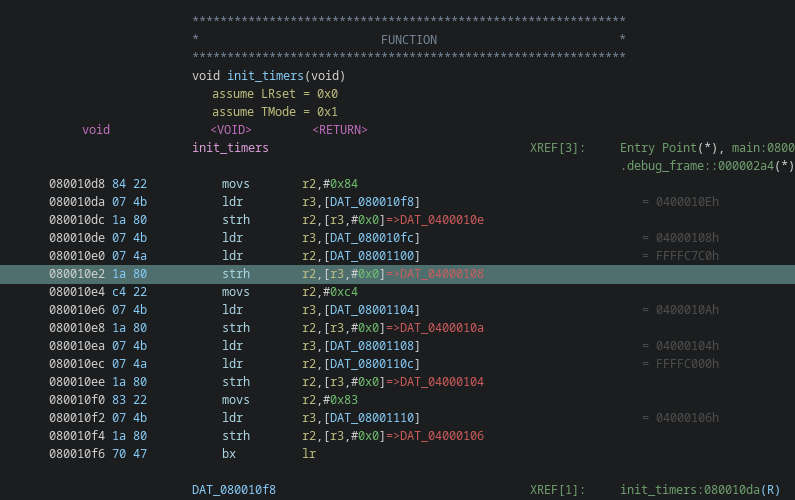 **************************************************************
* FUNCTION *
**************************************************************
void init_timers(void)
assume LRset = 0x0
assume TMode = 0x1
void <VOID> <RETURN>
init_timers XREF[3]: Entry Point(*), main:0800
.debug_frame::000002a4(*)
080010d8 84 22 movs r2,#0x84
080010da 07 4b ldr r3,[DAT_080010f8] = 0400010Eh
080010dc 1a 80 strh r2,[r3,#0x0]=>DAT_0400010e
080010de 07 4b ldr r3,[DAT_080010fc] = 04000108h
080010e0 07 4a ldr r2,[DAT_08001100] = FFFFC7C0h
080010e2 1a 80 strh r2,[r3,#0x0]=>DAT_04000108
080010e4 c4 22 movs r2,#0xc4
080010e6 07 4b ldr r3,[DAT_08001104] = 0400010Ah
080010e8 1a 80 strh r2,[r3,#0x0]=>DAT_0400010a
080010ea 07 4b ldr r3,[DAT_08001108] = 04000104h
080010ec 07 4a ldr r2,[DAT_0800110c] = FFFFC000h
080010ee 1a 80 strh r2,[r3,#0x0]=>DAT_04000104
080010f0 83 22 movs r2,#0x83
080010f2 07 4b ldr r3,[DAT_08001110] = 04000106h
080010f4 1a 80 strh r2,[r3,#0x0]=>DAT_04000106
080010f6 70 47 bx lr
DAT_080010f8 XREF[1]: init_timers:080010da(R)